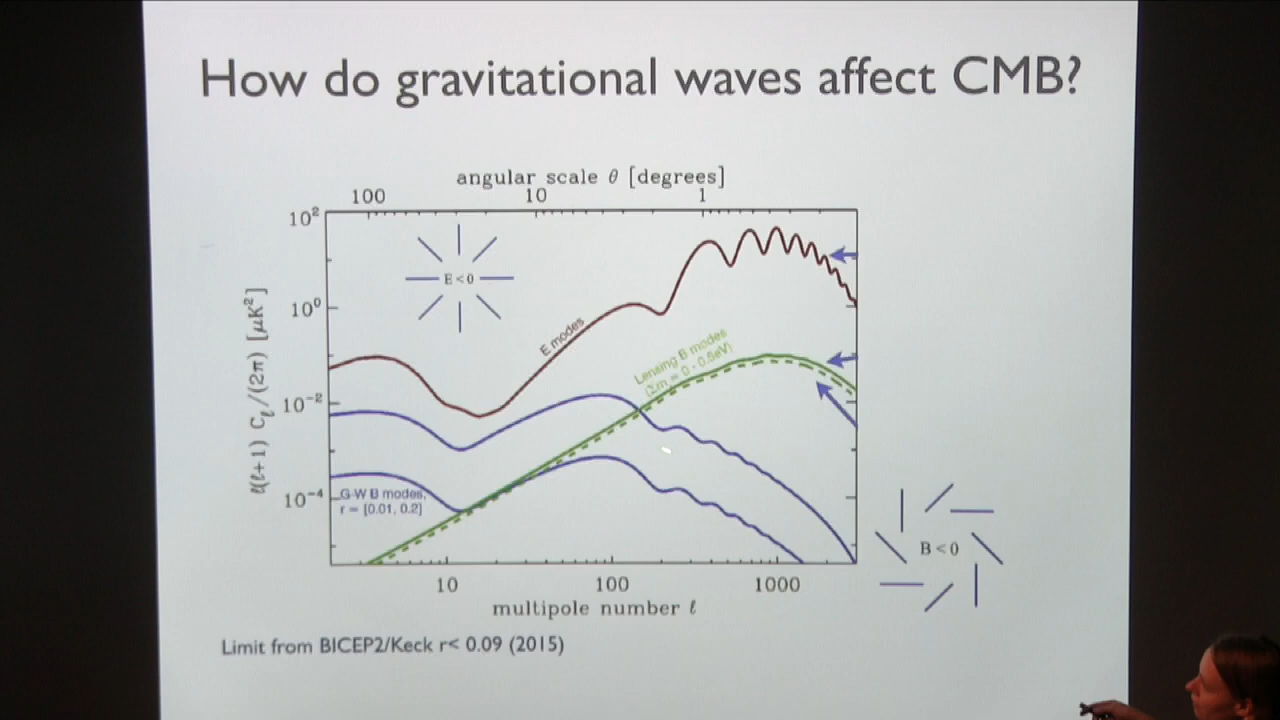 How do gravitational waves affect CMB?
angular scale θ [degrees]
100 10 1
10²
10⁰
10⁻²
10⁻⁴
ℓ(ℓ+1) C_ℓ/(2π) [μK²]
E<0
E modes
Lensing B modes
(Σm = 0 - 0.5eV)
G-W B modes,
r = [0.01, 0.2]
B<0
10 100 1000
multipole number ℓ
Limit from BICEP2/Keck r< 0.09 (2015)